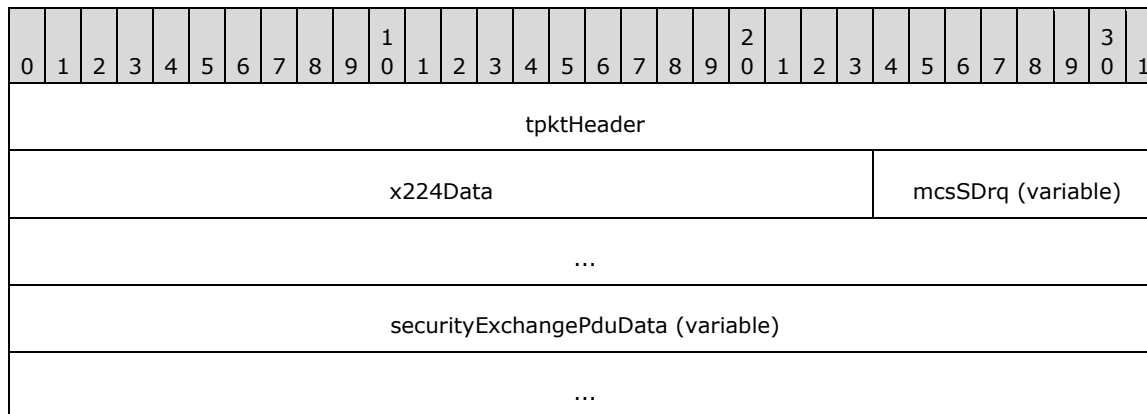 1 2 3
0 1 2 3 4 5 6 7 8 9 0 1 2 3 4 5 6 7 8 9 0 1 2 3 4 5 6 7 8 9 0 1
tpktHeader
x224Data mcsSDrq (variable)
...
securityExchangePduData (variable)
...